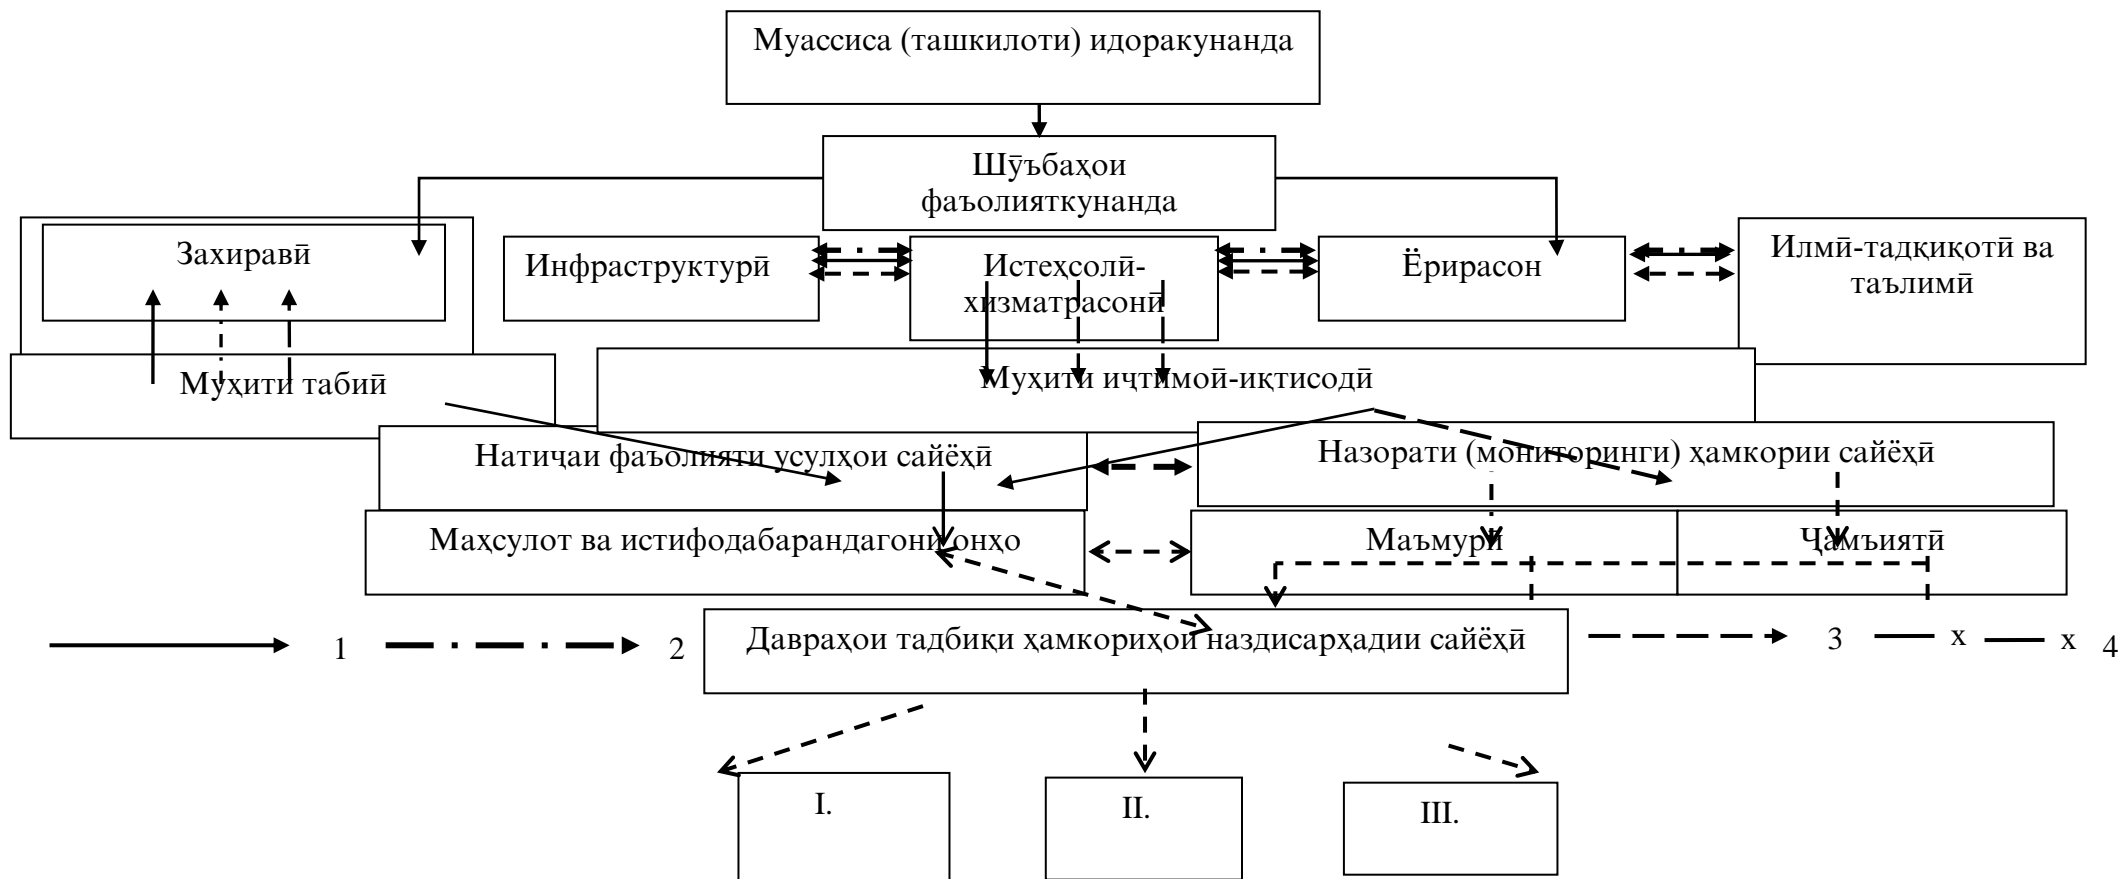 Муассиса (ташкилоти) идоракунанда
Шӯъбаҳои
фаъолияткунанда
Захиравӣ
Инфраструктурӣ
Истеҳсолӣ-
хизматрасонӣ
Ёрирасон
Илмӣ-тадқиқотӣ ва
таълимӣ
Муҳити табиӣ
Муҳити иҷтимоӣ-иқтисодӣ
Натиҷаи фаъолияти усулҳои сайёҳӣ
Назорати (мониторинги) ҳамкории сайёҳӣ
Маҳсулот ва истифодабарандагони онҳо
Маъмурӣ
Ҷамъиятӣ
1
2
Давраҳои тадбиқи ҳамкориҳои наздисарҳадии сайёҳӣ
3
x
x
4
I.
II.
III.